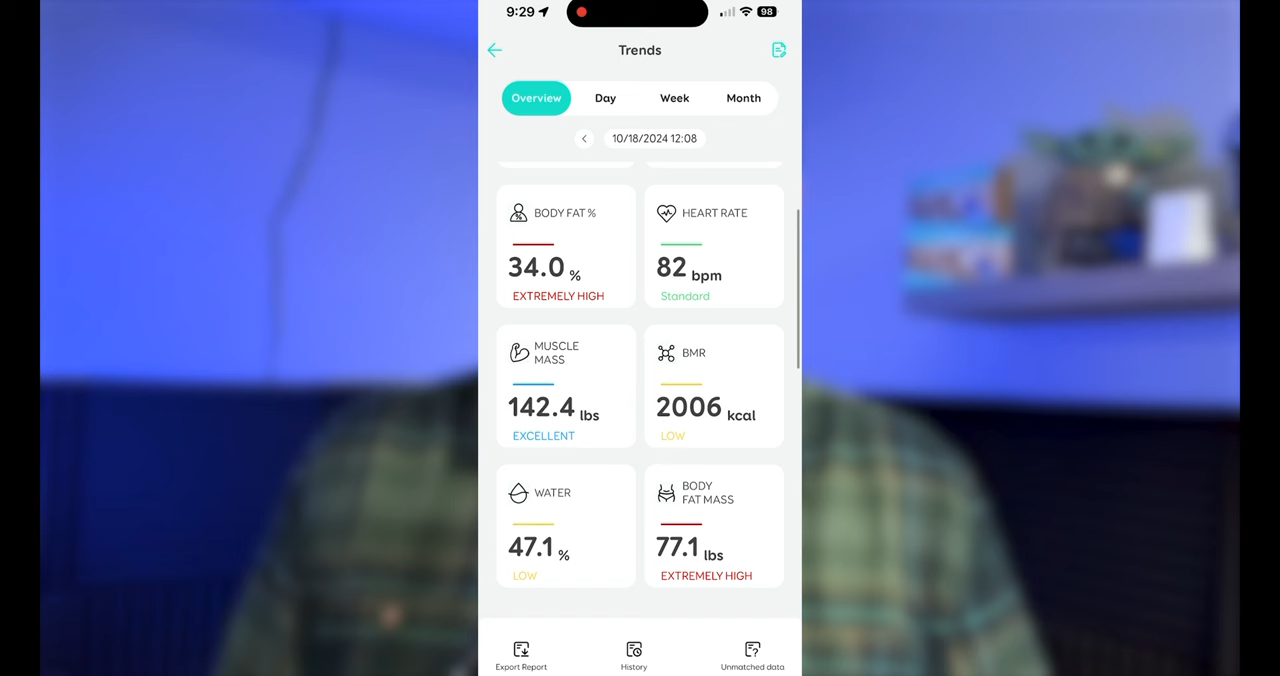 9:29
98
Trends
Overview
Day
Week
Month
10/18/2024 12:08
BODY FAT %
HEART RATE
34.0 %
82 bpm
EXTREMELY HIGH
Standard
MUSCLE
MASS
BMR
142.4 lbs
2006 kcal
EXCELLENT
LOW
WATER
BODY
FAT MASS
47.1 %
77.1 lbs
LOW
EXTREMELY HIGH
Export Report
History
Unmatched data